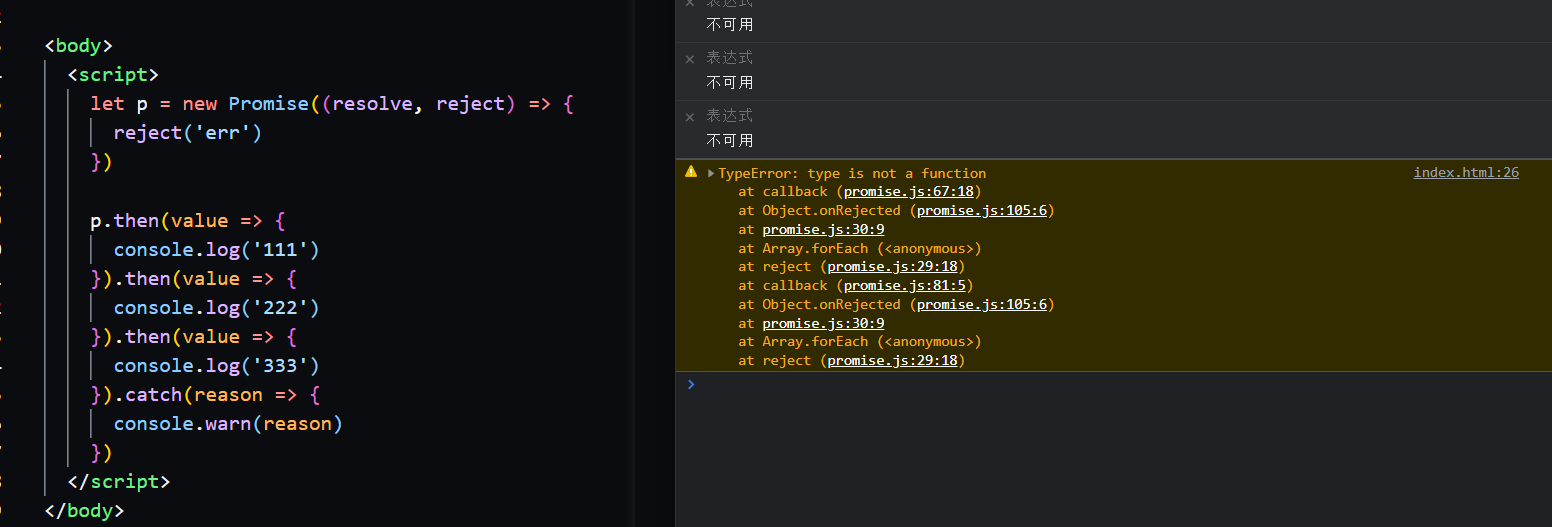 <body>
<script>
let p = new Promise((resolve, reject) => {
reject('err')
})
p.then(value => {
console.log('111')
}).then(value => {
console.log('222')
}).then(value => {
console.log('333')
}).catch(reason => {
console.warn(reason)
})
</script>
</body>
表达式
不可用
表达式
不可用
表达式
不可用
TypeError: type is not a function index.html:26
at callback (promise.js:67:18)
at Object.onRejected (promise.js:105:6)
at promise.js:30:9
at Array.forEach (<anonymous>)
at reject (promise.js:29:18)
at callback (promise.js:81:5)
at Object.onRejected (promise.js:105:6)
at promise.js:30:9
at Array.forEach (<anonymous>)
at reject (promise.js:29:18)